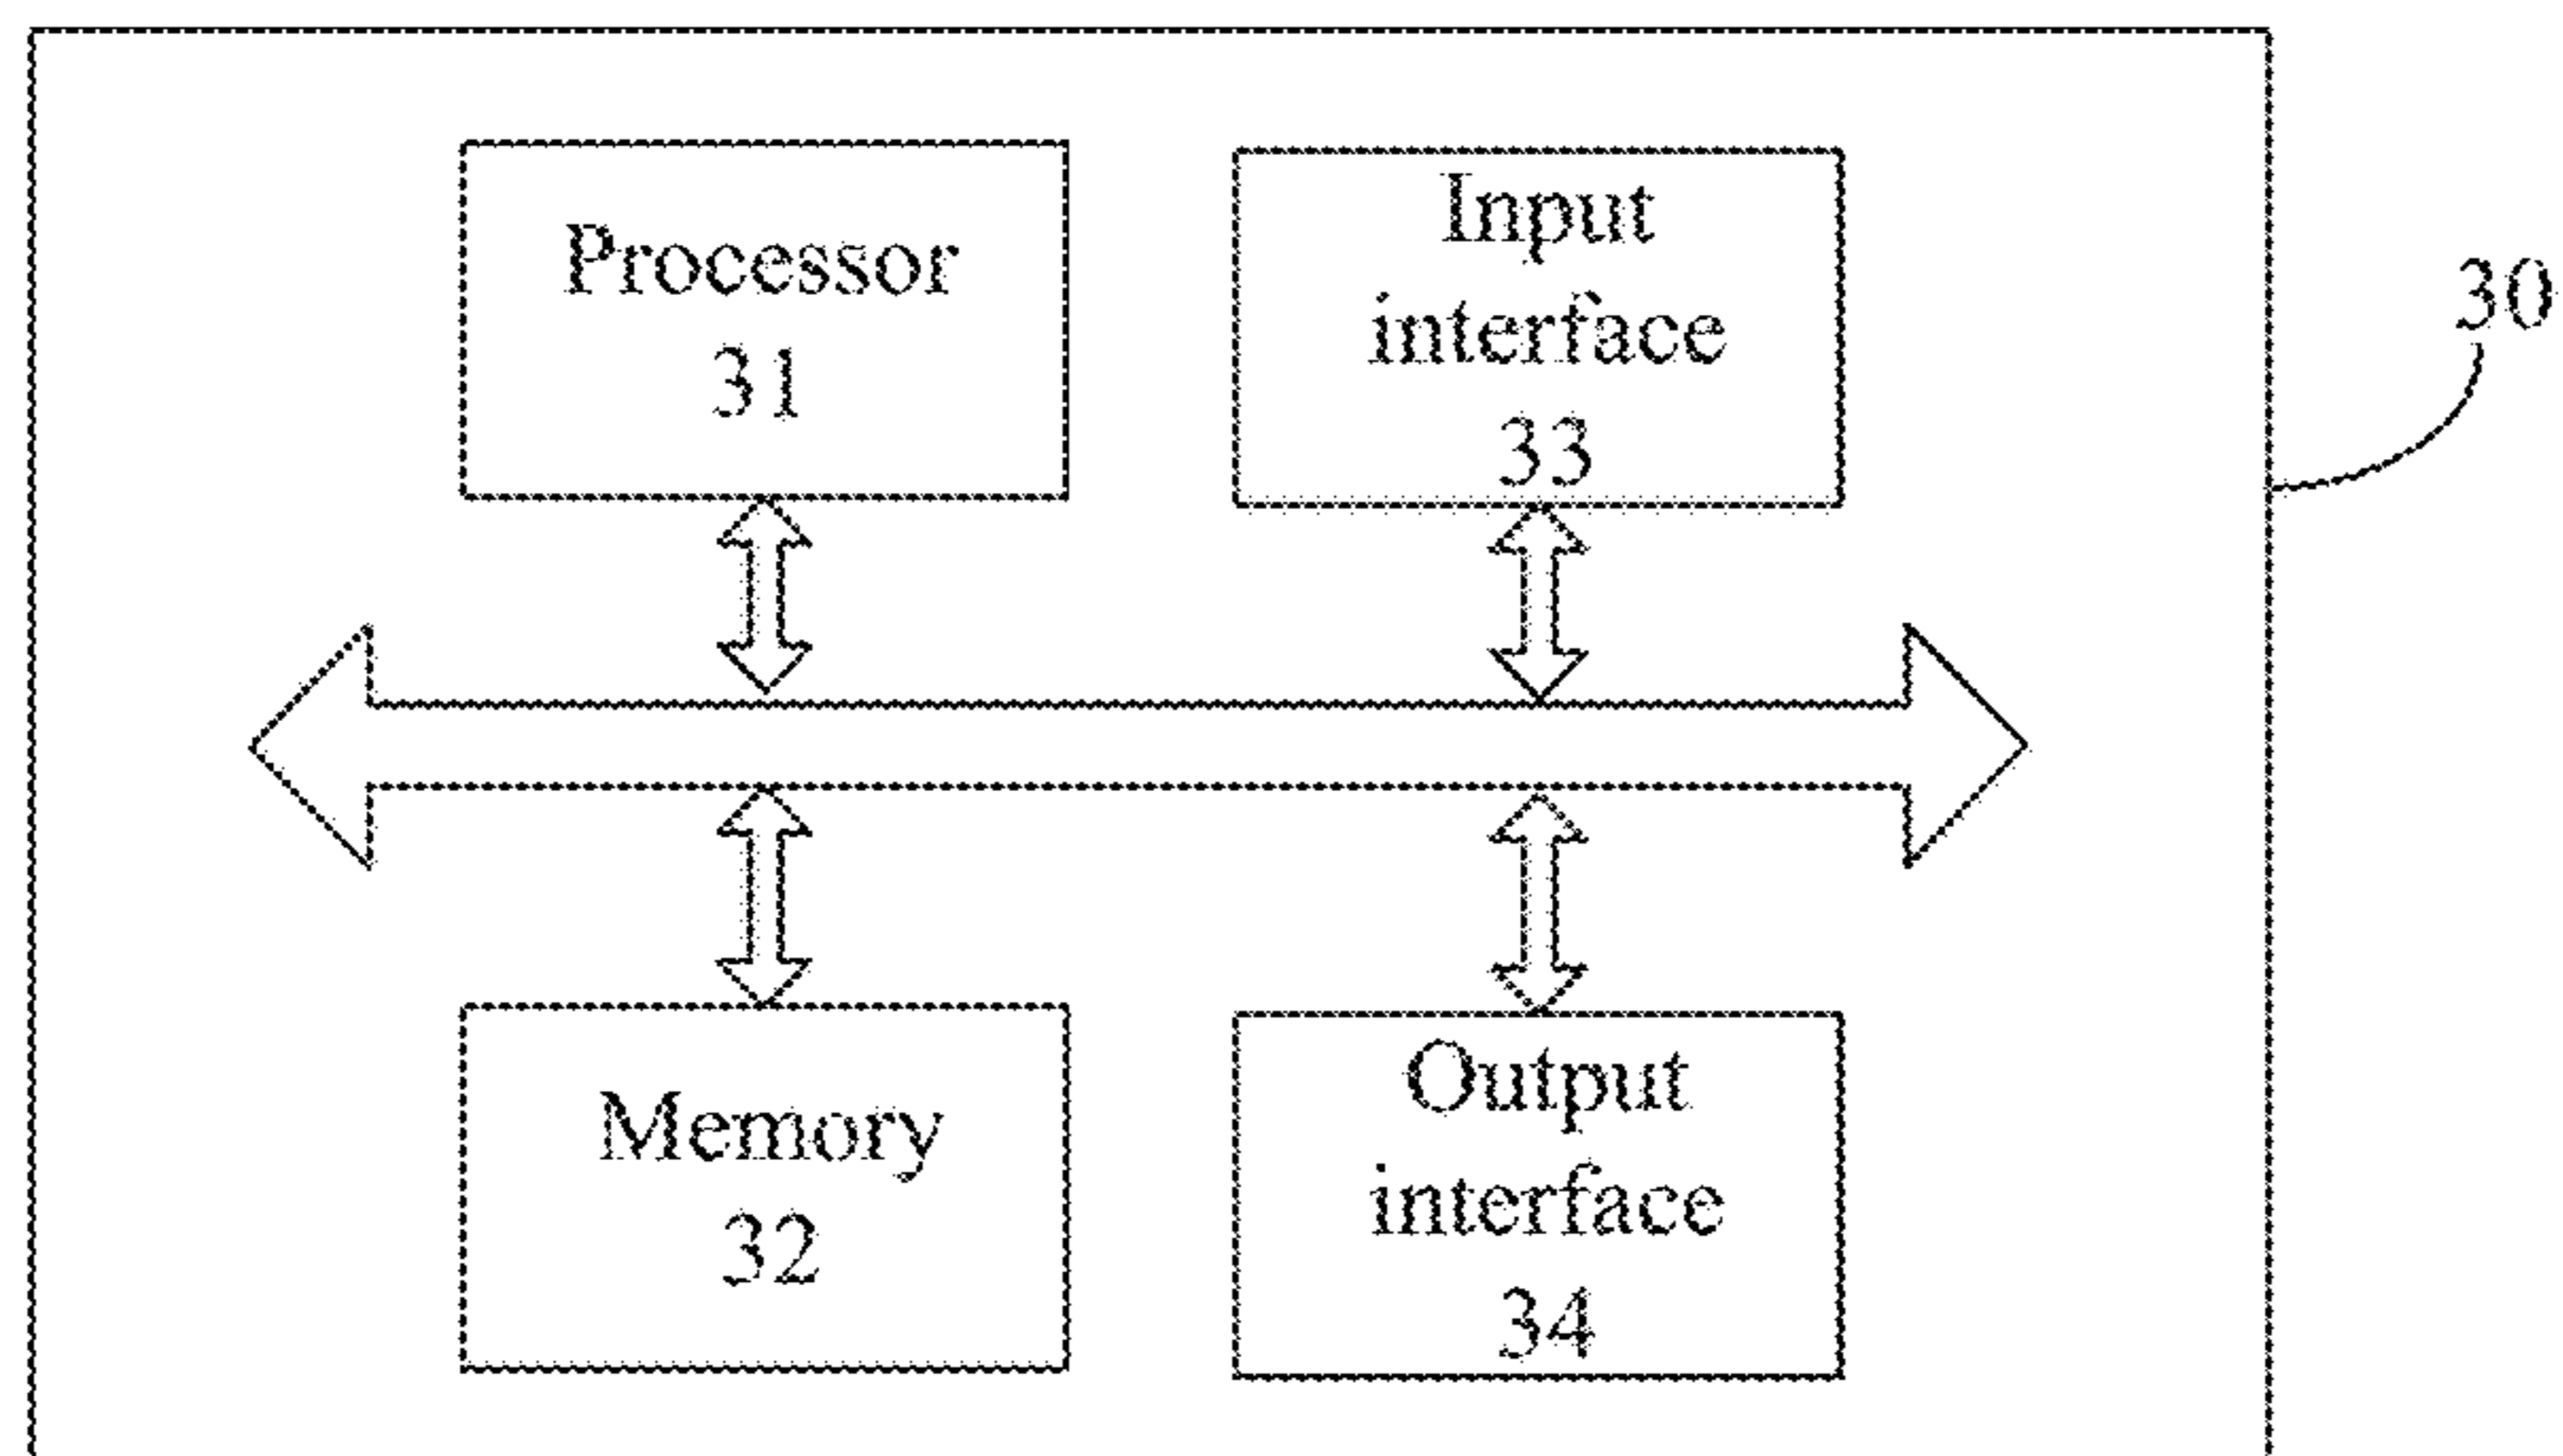 Processor
31
Input
interface
33
30
Memory
32
Output
interface
34